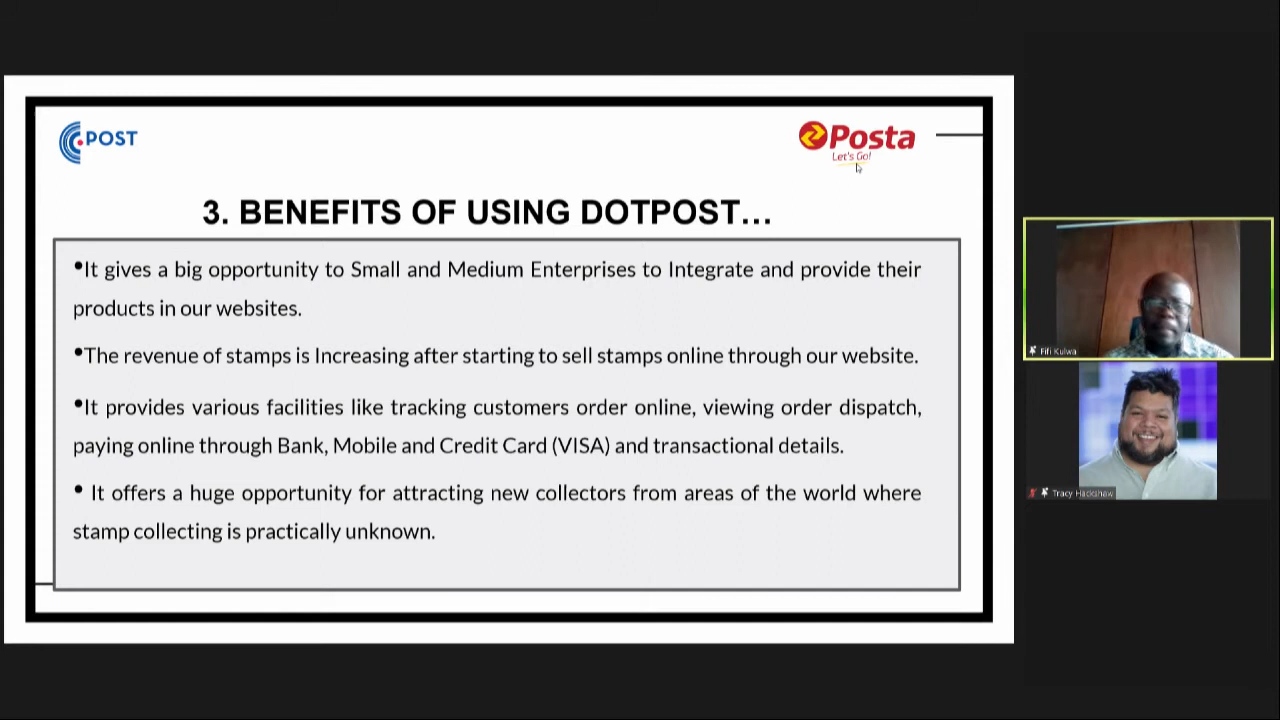 POST
Posta
Let's Go!
3. BENEFITS OF USING DOTPOST...
•It gives a big opportunity to Small and Medium Enterprises to Integrate and provide their
products in our websites.
•The revenue of stamps is Increasing after starting to sell stamps online through our website.
•It provides various facilities like tracking customers order online, viewing order dispatch,
paying online through Bank, Mobile and Credit Card (VISA) and transactional details.
• It offers a huge opportunity for attracting new collectors from areas of the world where
stamp collecting is practically unknown.
Fifi Kulwa
Tracy Hackshaw